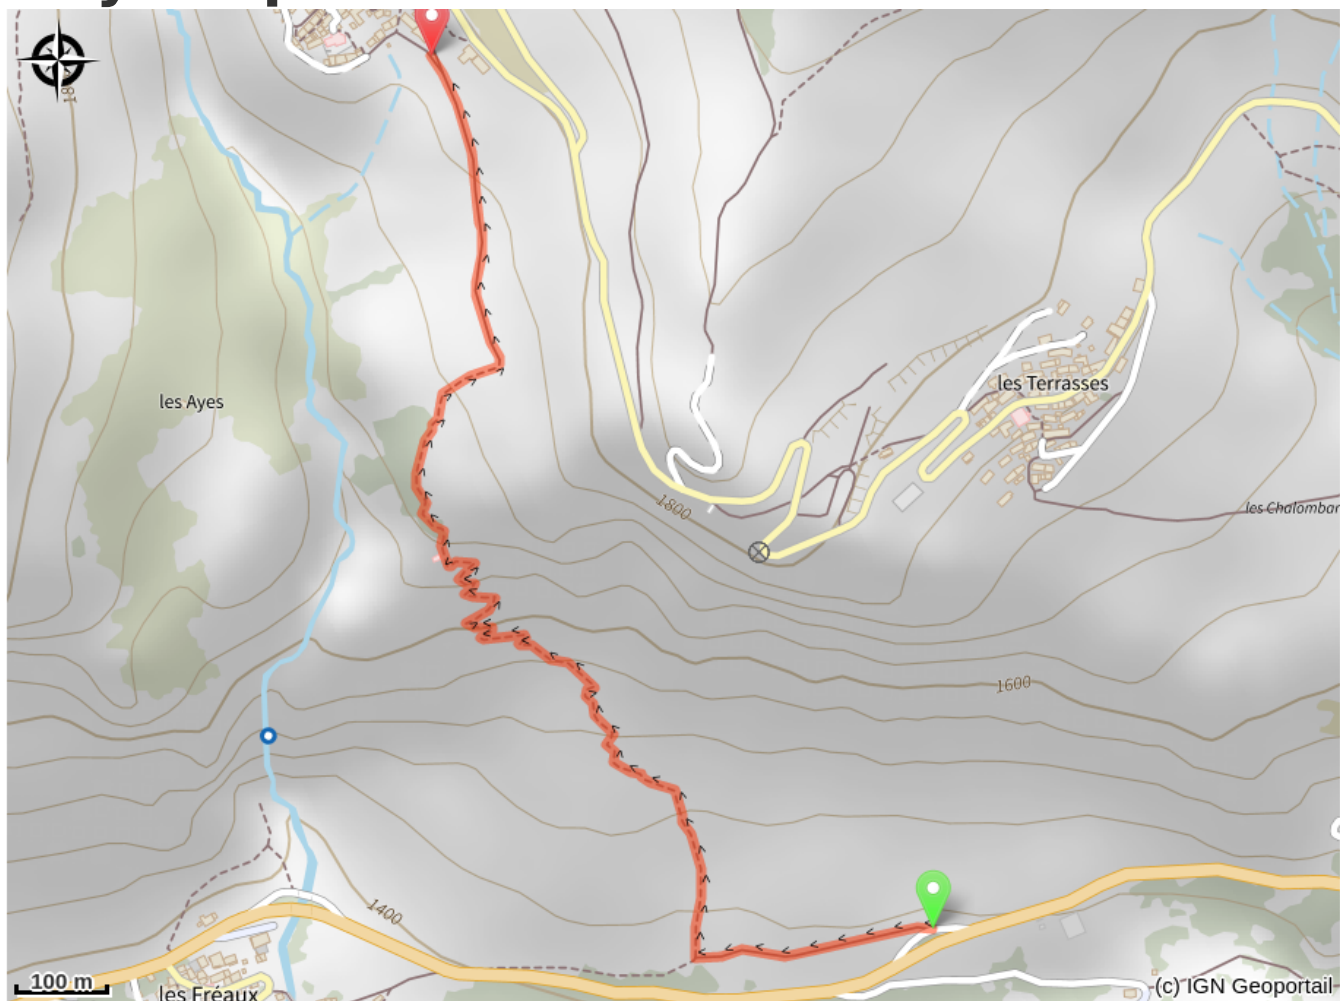 les Ayes
les Terrasses
1800
les Chalombar
1600
1400
100 m
les Fréaux
(c) IGN Geoportail